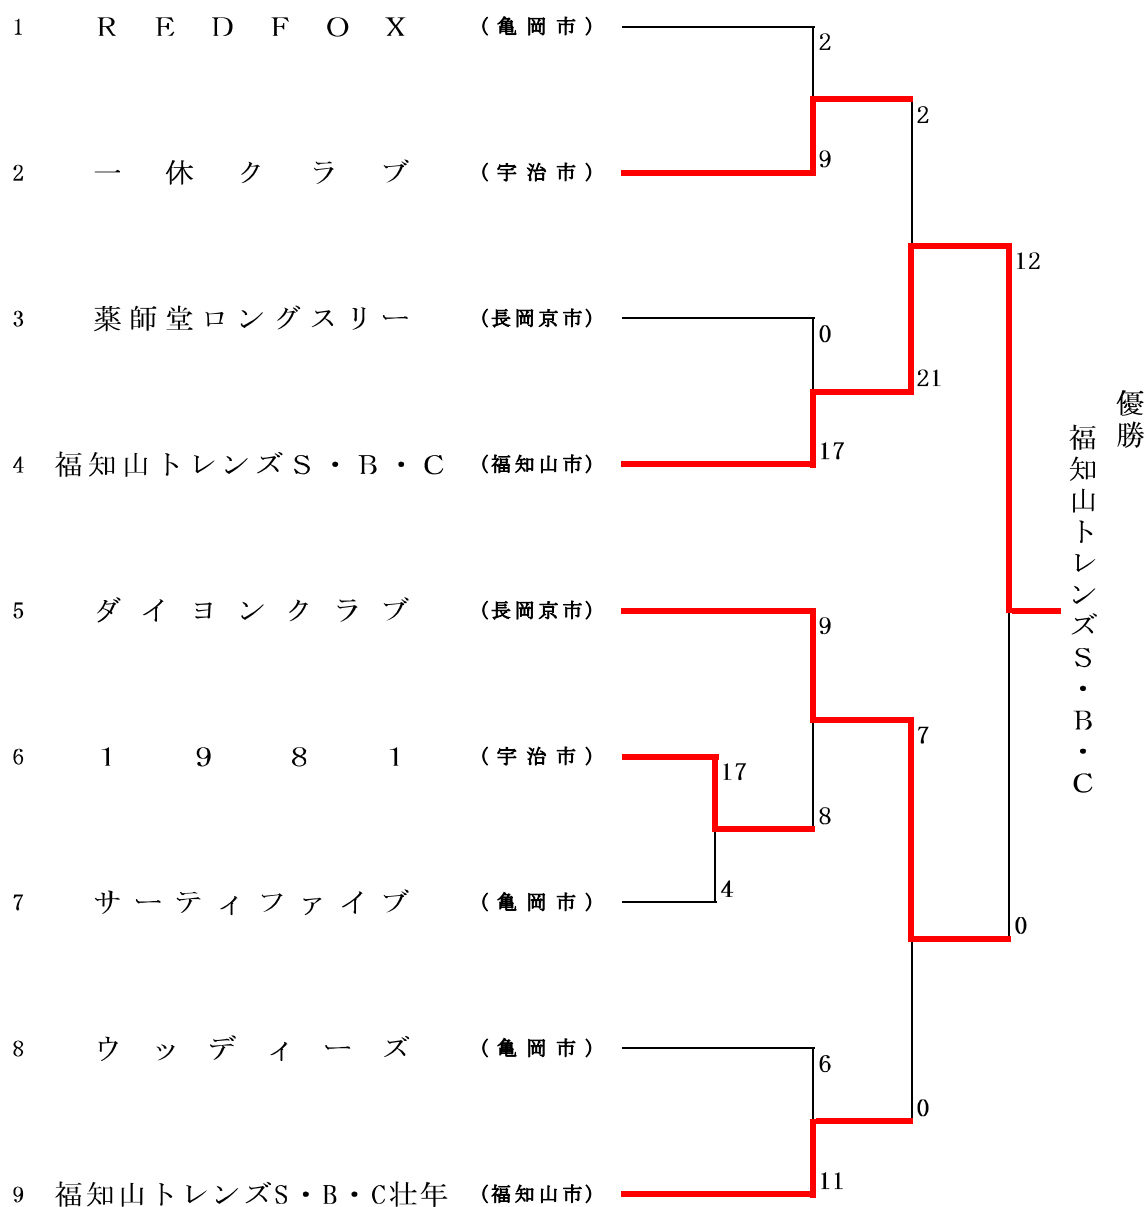 1 ＲＥＤＦＯＸ (亀岡市)
2
2
2 一休クラブ (宇治市)
9
12
3 薬師堂ロングスリー (長岡京市)
0
21
4 福知山トレンズＳ・Ｂ・Ｃ (福知山市)
17
優勝
福知山トレンズＳ・Ｂ・Ｃ
5 ダイヨンクラブ (長岡京市)
9
7
6 １９８１ (宇治市)
17
8
7 サーティファイブ (亀岡市)
4
0
8 ウッディーズ (亀岡市)
6
0
9 福知山トレンズS・B・C壮年 (福知山市)
11